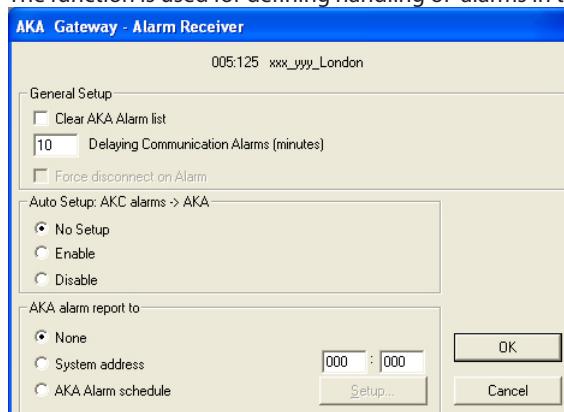 The function is used for defining handling of alarms in t
AKA Gateway - Alarm Receiver
005:125 xxx_yyy_London
General Setup
Clear AKA Alarm list
10 Delaying Communication Alarms (minutes)
Force disconnect on Alarm
Auto Setup: AKC alarms -> AKA
No Setup
Enable
Disable
AKA alarm report to
None
System address 000 : 000
AKA Alarm schedule Setup...
OK
Cancel